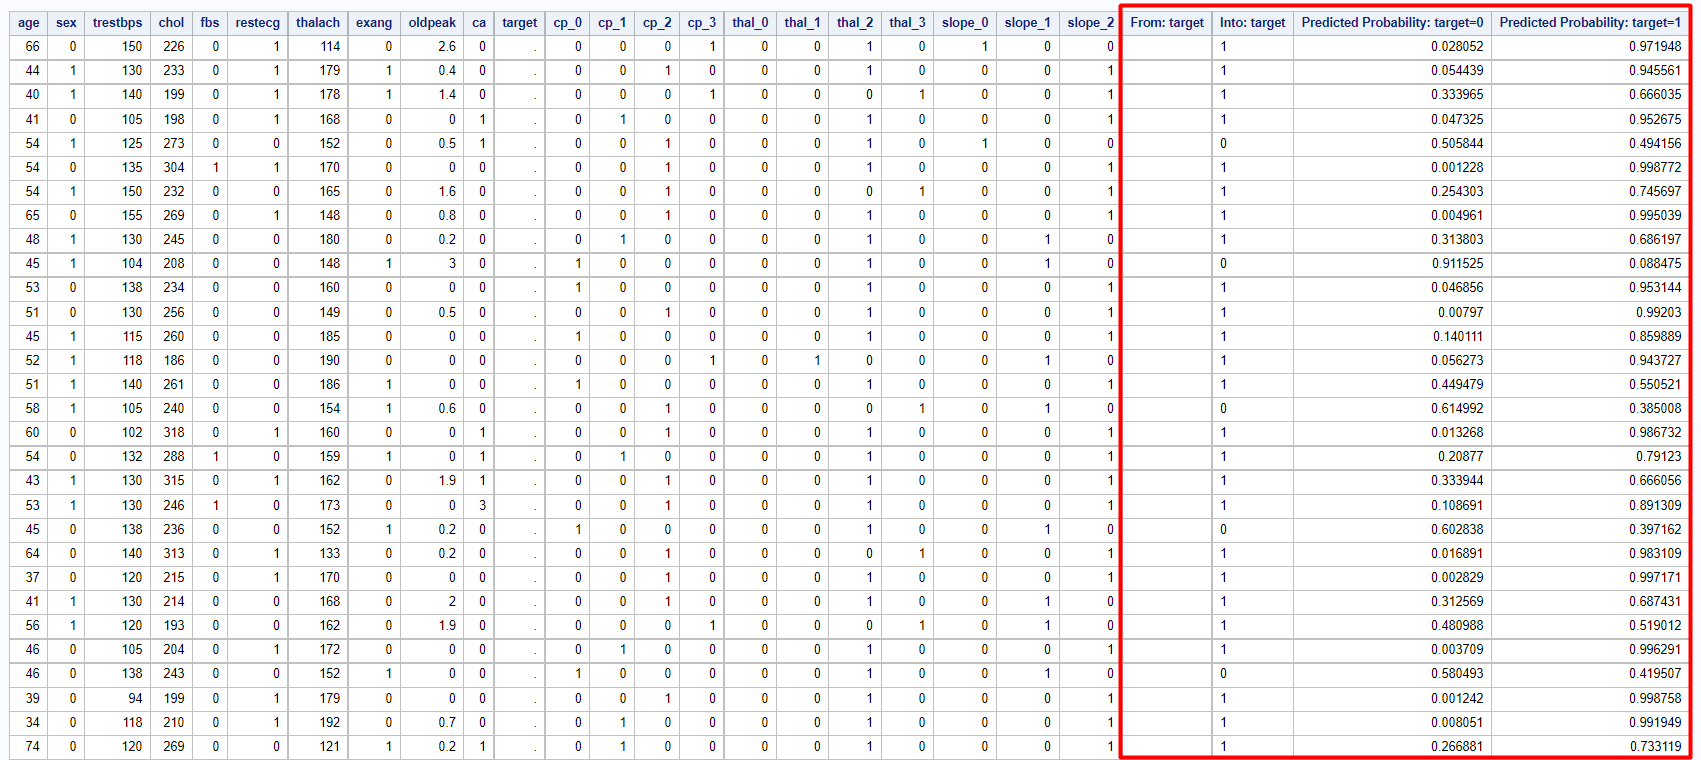 age sex trestbps chol fbs restecg thalach exang oldpeak ca target cp_0 cp_1 cp_2 cp_3 thal_0 thal_1 thal_2 thal_3 slope_0 slope_1 slope_2 From: target Into: target Predicted Probability: target=0 Predicted Probability: target=1
66 0 150 226 0 1 114 0 2.6 0 . 0 0 0 1 0 0 1 0 1 0 0 1 0.028052 0.971948
44 1 130 233 0 1 179 1 0.4 0 . 0 0 1 0 0 0 1 0 0 0 1 1 0.054439 0.945561
40 1 140 199 0 1 178 1 1.4 0 . 0 0 0 1 0 0 0 1 0 0 1 1 0.333965 0.666035
41 0 105 198 0 1 168 0 0 1 . 0 1 0 0 0 0 1 0 0 0 1 1 0.047325 0.952675
54 1 125 273 0 0 152 0 0.5 1 . 0 0 1 0 0 0 1 0 1 0 0 0 0.505844 0.494156
54 0 135 304 1 1 170 0 0 0 . 0 0 1 0 0 0 1 0 0 0 1 1 0.001228 0.998772
54 1 150 232 0 0 165 0 1.6 0 . 0 0 1 0 0 0 0 1 0 0 1 1 0.254303 0.745697
65 0 155 269 0 1 148 0 0.8 0 . 0 0 1 0 0 0 1 0 0 0 1 1 0.004961 0.995039
48 1 130 245 0 0 180 0 0.2 0 . 0 1 0 0 0 0 1 0 0 1 0 1 0.313803 0.686197
45 1 104 208 0 0 148 1 3 0 . 1 0 0 0 0 0 1 0 0 1 0 0 0.911525 0.088475
53 0 138 234 0 0 160 0 0 0 . 1 0 0 0 0 0 1 0 0 0 1 1 0.046856 0.953144
51 0 130 256 0 0 149 0 0.5 0 . 0 0 1 0 0 0 1 0 0 0 1 1 0.00797 0.99203
45 1 115 260 0 0 185 0 0 0 . 1 0 0 0 0 0 1 0 0 0 1 1 0.140111 0.859889
52 1 118 186 0 0 190 0 0 0 . 0 0 0 1 0 1 0 0 0 1 0 1 0.056273 0.943727
51 1 140 261 0 0 186 1 0 0 . 1 0 0 0 0 0 1 0 0 0 1 1 0.449479 0.550521
58 1 105 240 0 0 154 1 0.6 0 . 0 0 1 0 0 0 0 1 0 1 0 0 0.614992 0.385008
60 0 102 318 0 1 160 0 0 1 . 0 0 1 0 0 0 1 0 0 0 1 1 0.013268 0.986732
54 0 132 288 1 0 159 1 0 1 . 0 1 0 0 0 0 1 0 0 0 1 1 0.20877 0.79123
43 1 130 315 0 1 162 0 1.9 1 . 0 0 1 0 0 0 1 0 0 0 1 1 0.333944 0.666056
53 1 130 246 1 0 173 0 0 3 . 0 0 1 0 0 0 1 0 0 0 1 1 0.108691 0.891309
45 0 138 236 0 0 152 1 0.2 0 . 1 0 0 0 0 0 1 0 0 1 0 0 0.602838 0.397162
64 0 140 313 0 1 133 0 0.2 0 . 0 0 1 0 0 0 0 1 0 0 1 1 0.016891 0.983109
37 0 120 215 0 1 170 0 0 0 . 0 0 1 0 0 0 1 0 0 0 1 1 0.002829 0.997171
41 1 130 214 0 0 168 0 2 0 . 0 0 1 0 0 0 1 0 0 1 0 1 0.312569 0.687431
56 1 120 193 0 0 162 0 1.9 0 . 0 0 0 1 0 0 0 1 0 1 0 1 0.480988 0.519012
46 0 105 204 0 1 172 0 0 0 . 0 1 0 0 0 0 1 0 0 0 1 1 0.003709 0.996291
46 0 138 243 0 0 152 1 0 0 . 1 0 0 0 0 0 1 0 0 1 0 0 0.580493 0.419507
39 0 94 199 0 1 179 0 0 0 . 0 0 1 0 0 0 1 0 0 0 1 1 0.001242 0.998758
34 0 118 210 0 1 192 0 0.7 0 . 0 1 0 0 0 0 1 0 0 0 1 1 0.008051 0.991949
74 0 120 269 0 0 121 1 0.2 1 . 0 1 0 0 0 0 1 0 0 0 1 1 0.266881 0.733119